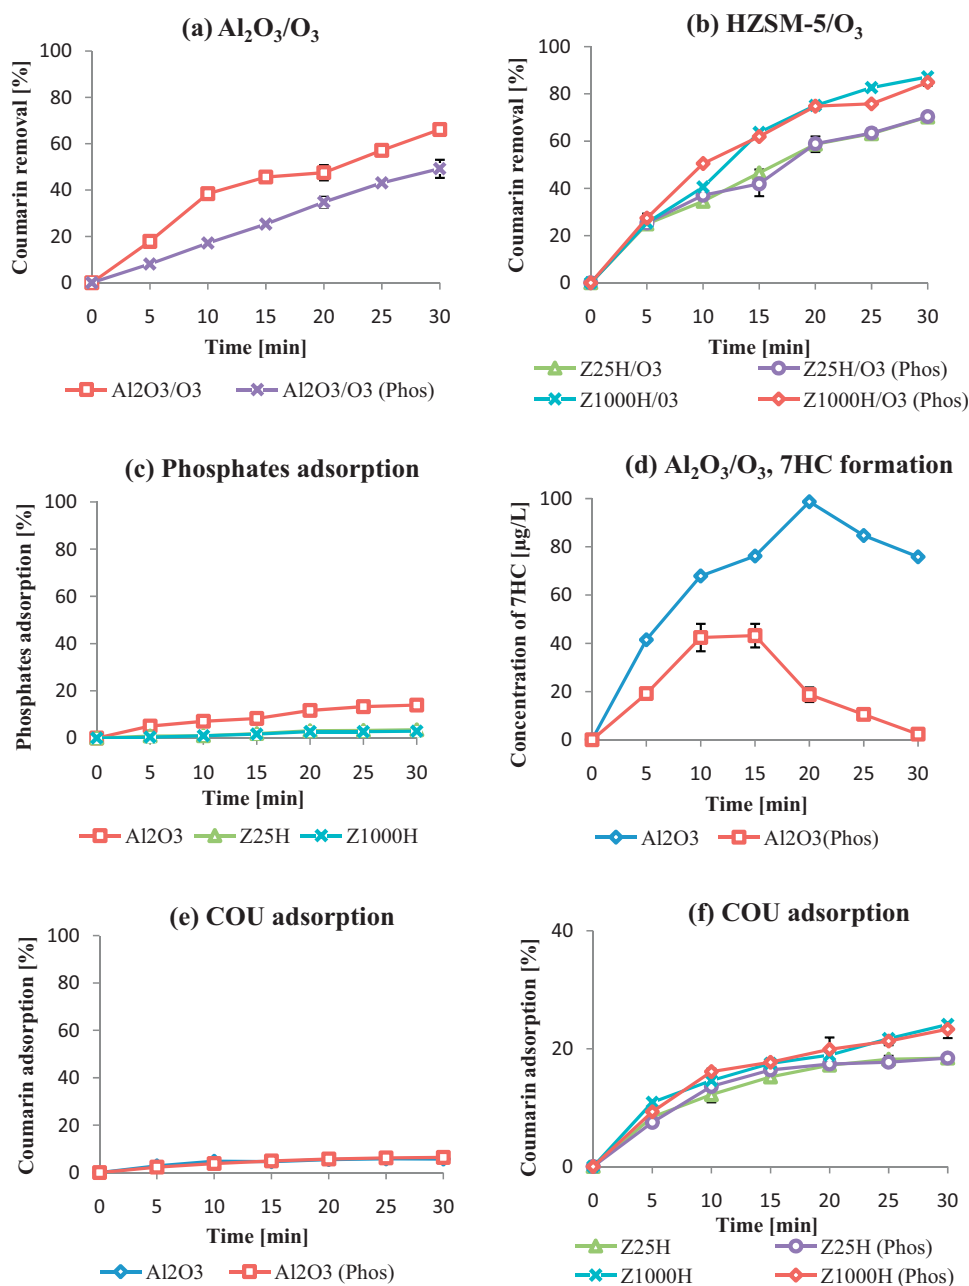 (a) Al₂O₃/O₃
Coumarin removal [%]
100
80
60
40
20
0
0 5 10 15 20 25 30
Time [min]
Al2O3/O3 Al2O3/O3 (Phos)
(b) HZSM-5/O₃
Coumarin removal [%]
100
80
60
40
20
0
0 5 10 15 20 25 30
Time [min]
Z25H/O3 Z25H/O3 (Phos)
Z1000H/03 Z1000H/O3 (Phos)
(c) Phosphates adsorption
Phosphates adsorption [%]
100
80
60
40
20
0
0 5 10 15 20 25 30
Time [min]
Al2O3 Z25H Z1000H
(d) Al₂O₃/O₃, 7HC formation
Concentration of 7HC [µg/L]
100
80
60
40
20
0
0 5 10 15 20 25 30
Time [min]
Al2O3 Al2O3(Phos)
(e) COU adsorption
Coumarin adsorption [%]
100
80
60
40
20
0
0 5 10 15 20 25 30
Time [min]
Al2O3 Al2O3 (Phos)
(f) COU adsorption
Coumarin adsorption [%]
40
20
0
0 5 10 15 20 25 30
Time [min]
Z25H Z25H (Phos)
Z1000H Z1000H (Phos)